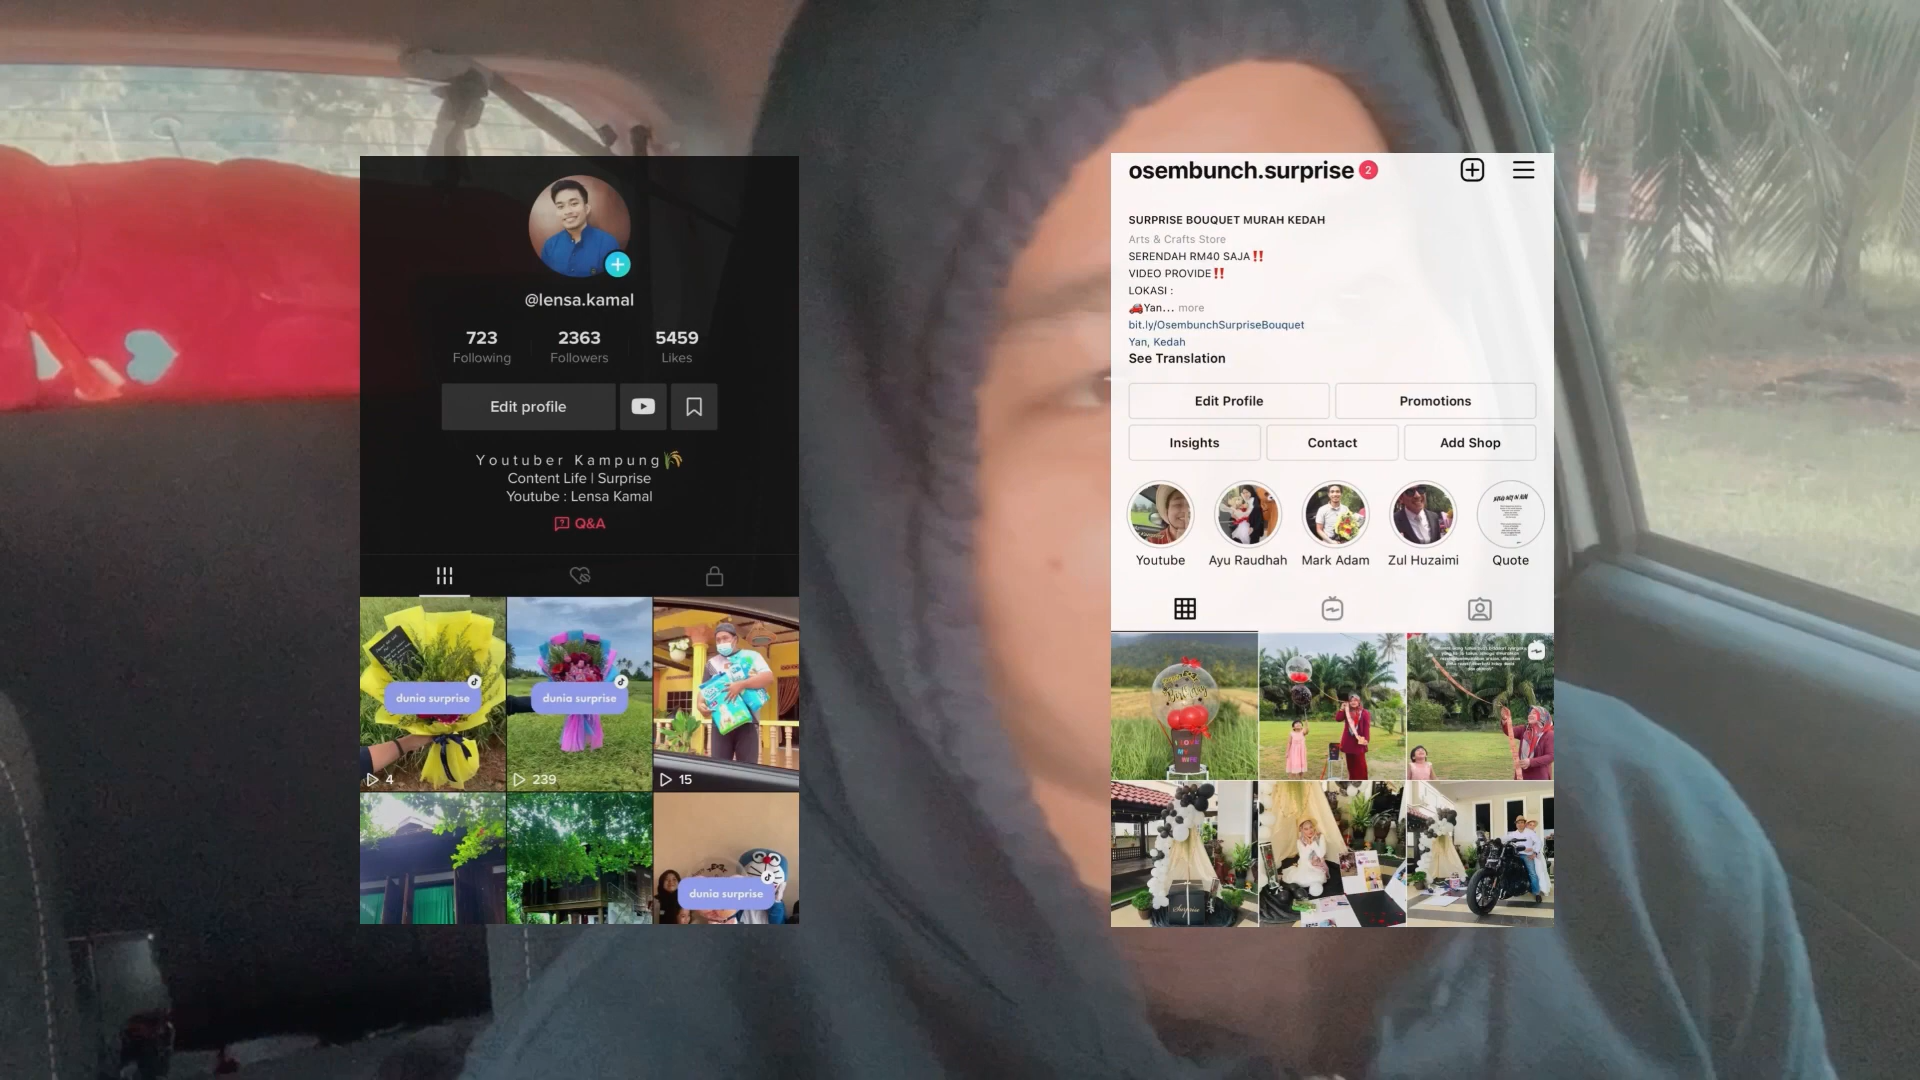 @lensa.kamal
723
2363
5459
Following
Followers
Likes
Edit profile
Youtuber Kampung🌾
Content Life | Surprise
Youtube : Lensa Kamal
Q&A
dunia surprise
dunia surprise
4
239
15
dunia surprise
osembunch.surprise 2
SURPRISE BOUQUET MURAH KEDAH
Arts & Crafts Store
SERENDAH RM40 SAJA‼️
VIDEO PROVIDE‼️
LOKASI :
🚗Yan... more
bit.ly/OsembunchSurpriseBouquet
Yan, Kedah
See Translation
Edit Profile
Promotions
Insights
Contact
Add Shop
Youtube
Ayu Raudhah
Mark Adam
Zul Huzaimi
Quote
Surprise